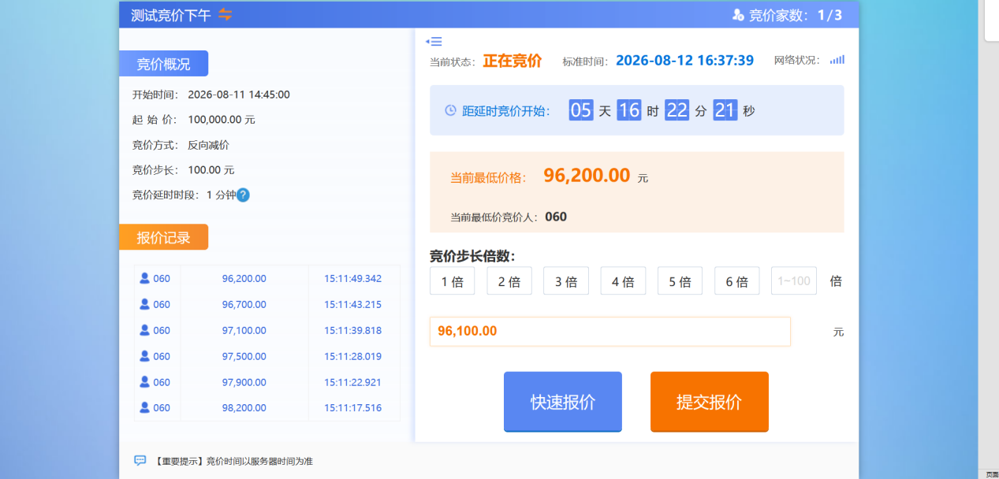 测试竞价下午
竞价家数：1/3
竞价概况
开始时间： 2026-08-11 14:45:00
起 始 价： 100,000.00 元
竞价方式： 反向减价
竞价步长： 100.00 元
竞价延时时段： 1 分钟?
报价记录
060 96,200.00 15:11:49.342
060 96,700.00 15:11:43.215
060 97,100.00 15:11:39.818
060 97,500.00 15:11:28.019
060 97,900.00 15:11:22.921
060 98,200.00 15:11:17.516
当前状态：正在竞价 标准时间：2026-08-12 16:37:39 网络状况：
距延时竞价开始： 05 天 16 时 22 分 21 秒
当前最低价格： 96,200.00 元
当前最低价竞价人：060
竞价步长倍数：
1 倍 2 倍 3 倍 4 倍 5 倍 6 倍 1~100 倍
96,100.00 元
快速报价 提交报价
【重要提示】竞价时间以服务器时间为准
页面